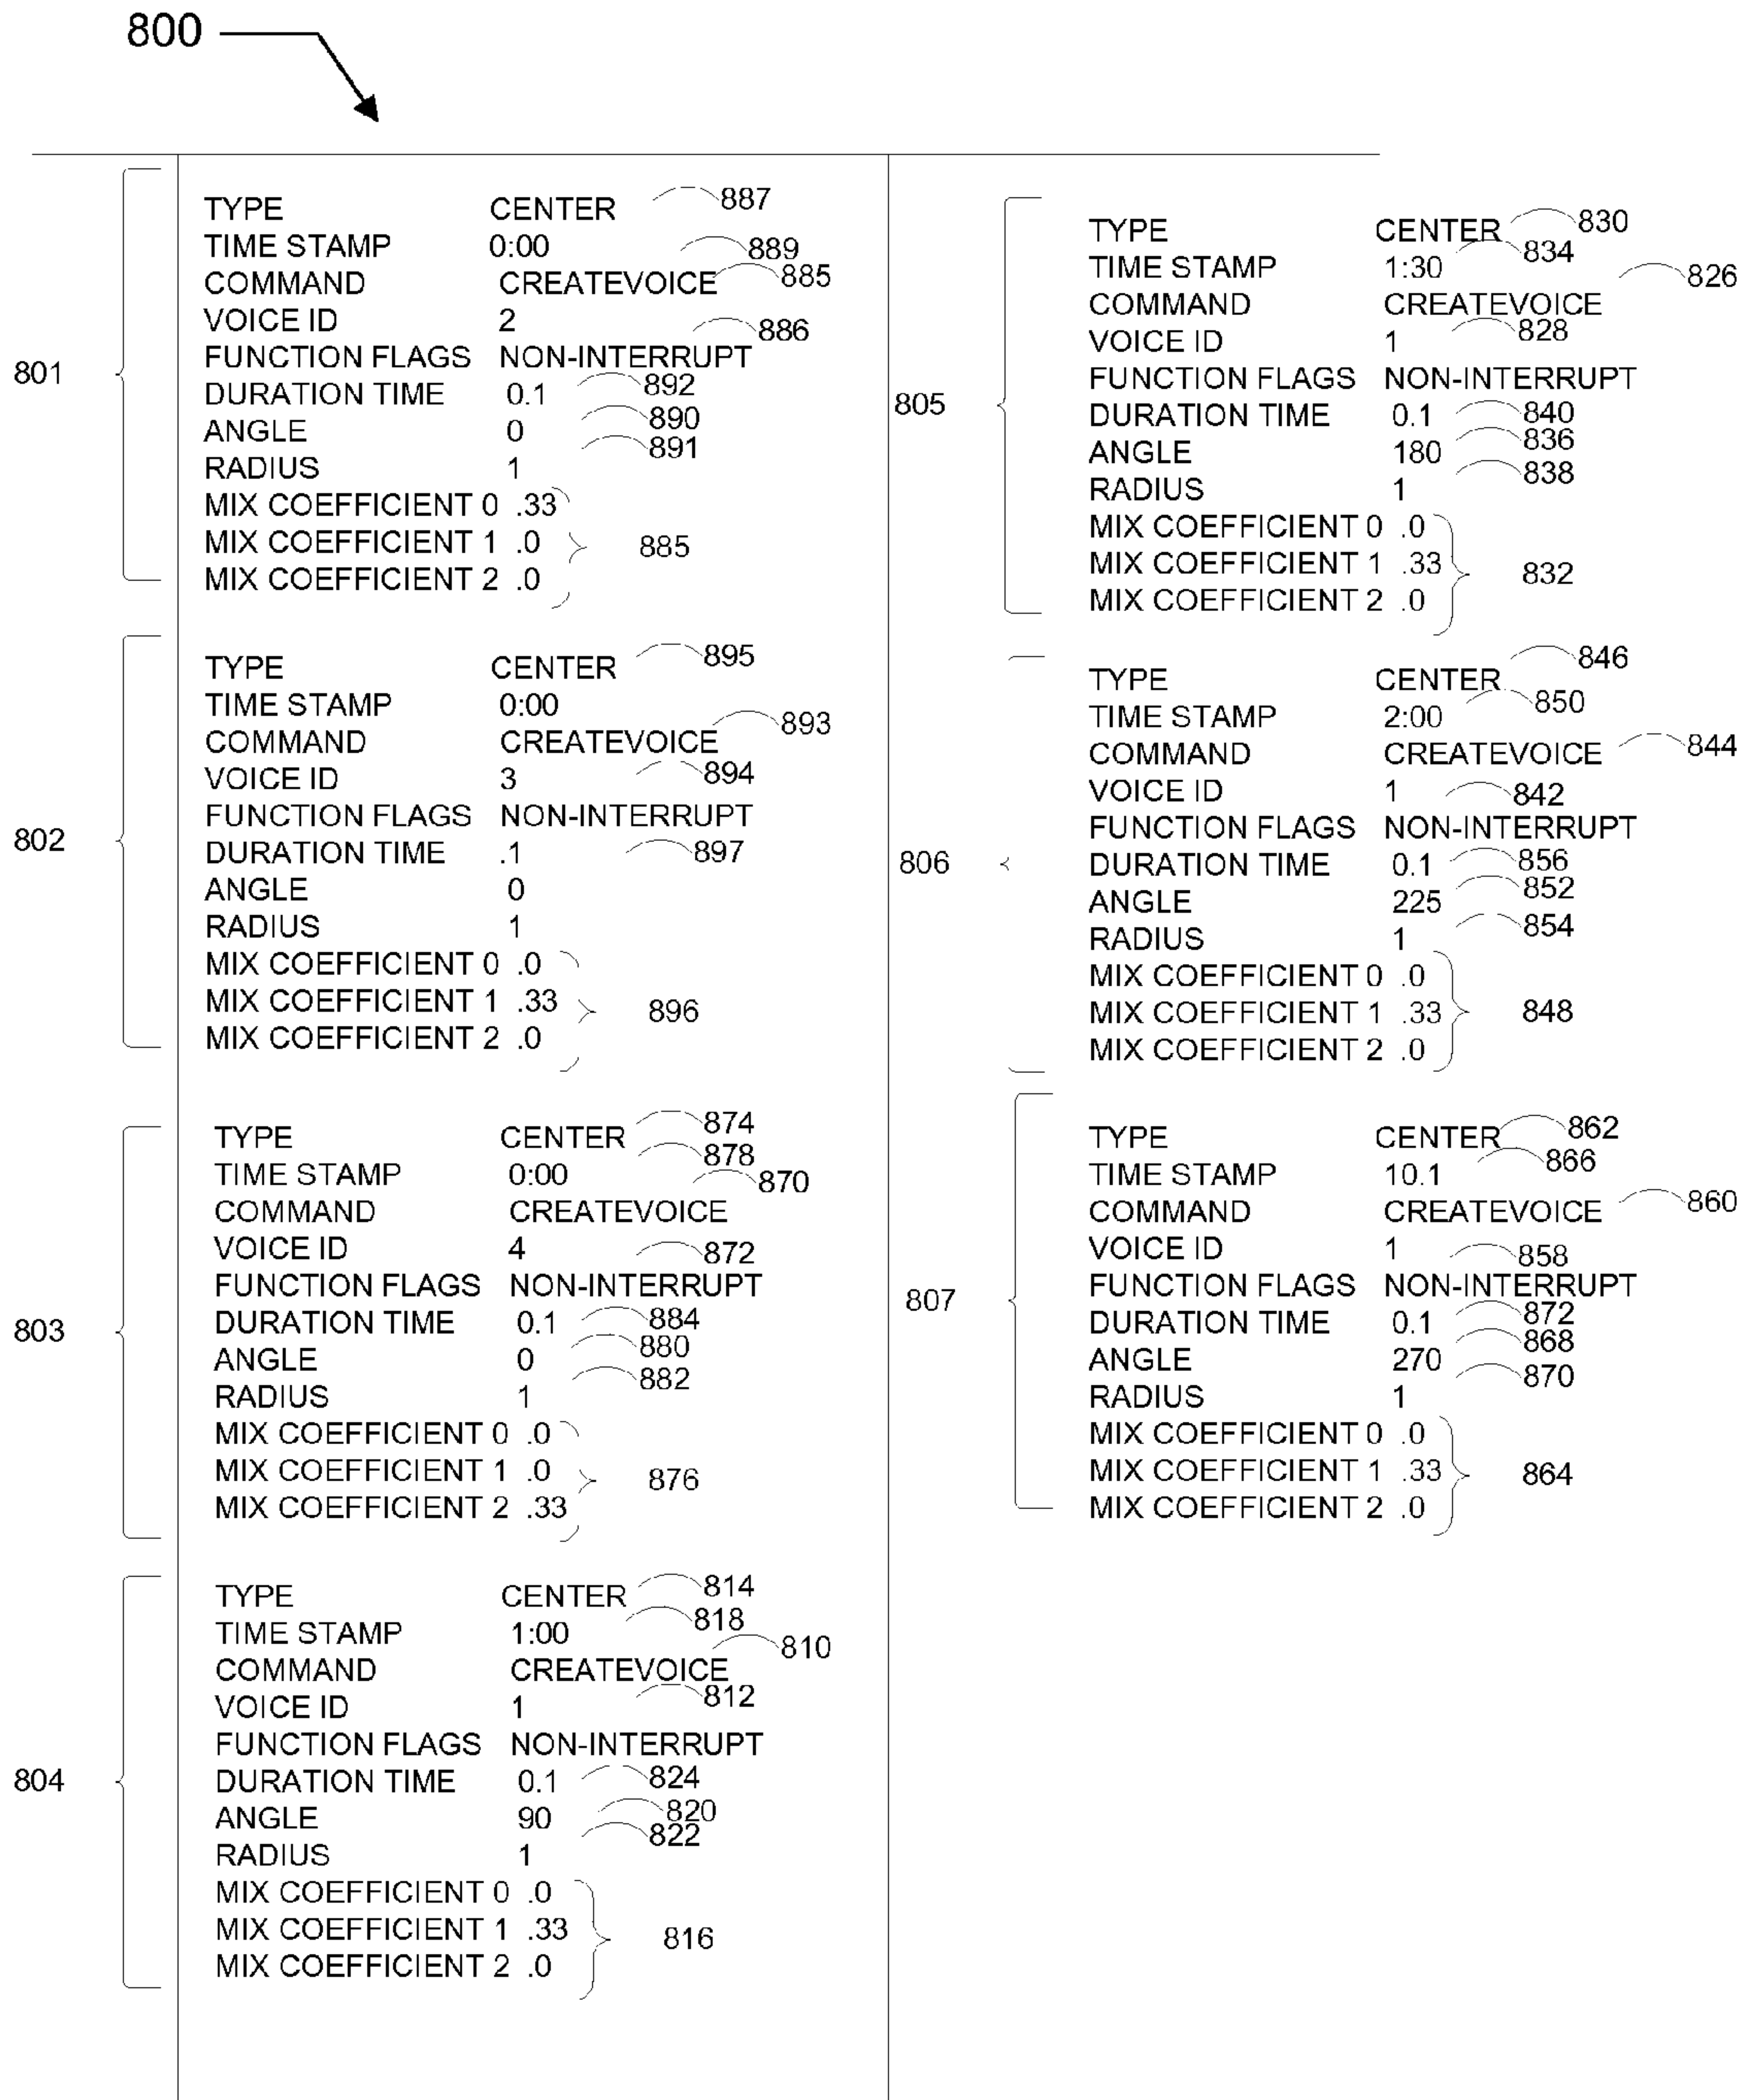 800
801
TYPE CENTER 887
TIME STAMP 0:00 889
COMMAND CREATEVOICE 885
VOICE ID 2 886
FUNCTION FLAGS NON-INTERRUPT
DURATION TIME 0.1 892
ANGLE 0 890
RADIUS 1 891
MIX COEFFICIENT 0 .33
MIX COEFFICIENT 1 .0 885
MIX COEFFICIENT 2 .0
802
TYPE CENTER 895
TIME STAMP 0:00
COMMAND CREATEVOICE 893
VOICE ID 3 894
FUNCTION FLAGS NON-INTERRUPT
DURATION TIME .1 897
ANGLE 0
RADIUS 1
MIX COEFFICIENT 0 .0
MIX COEFFICIENT 1 .33 896
MIX COEFFICIENT 2 .0
803
TYPE CENTER 874
TIME STAMP 0:00 878
COMMAND CREATEVOICE 870
VOICE ID 4 872
FUNCTION FLAGS NON-INTERRUPT
DURATION TIME 0.1 884
ANGLE 0 880
RADIUS 1 882
MIX COEFFICIENT 0 .0
MIX COEFFICIENT 1 .0 876
MIX COEFFICIENT 2 .33
804
TYPE CENTER 814
TIME STAMP 1:00 818
COMMAND CREATEVOICE 810
VOICE ID 1 812
FUNCTION FLAGS NON-INTERRUPT
DURATION TIME 0.1 824
ANGLE 90 820
RADIUS 1 822
MIX COEFFICIENT 0 .0
MIX COEFFICIENT 1 .33 816
MIX COEFFICIENT 2 .0
805
TYPE CENTER 830
TIME STAMP 1:30 834
COMMAND CREATEVOICE 826
VOICE ID 1 828
FUNCTION FLAGS NON-INTERRUPT
DURATION TIME 0.1 840
ANGLE 180 836
RADIUS 1 838
MIX COEFFICIENT 0 .0
MIX COEFFICIENT 1 .33 832
MIX COEFFICIENT 2 .0
806
TYPE CENTER 846
TIME STAMP 2:00 850
COMMAND CREATEVOICE 844
VOICE ID 1 842
FUNCTION FLAGS NON-INTERRUPT
DURATION TIME 0.1 856
ANGLE 225 852
RADIUS 1 854
MIX COEFFICIENT 0 .0
MIX COEFFICIENT 1 .33 848
MIX COEFFICIENT 2 .0
807
TYPE CENTER 862
TIME STAMP 10.1 866
COMMAND CREATEVOICE 860
VOICE ID 1 858
FUNCTION FLAGS NON-INTERRUPT
DURATION TIME 0.1 872
ANGLE 270 868
RADIUS 1 870
MIX COEFFICIENT 0 .0
MIX COEFFICIENT 1 .33 864
MIX COEFFICIENT 2 .0